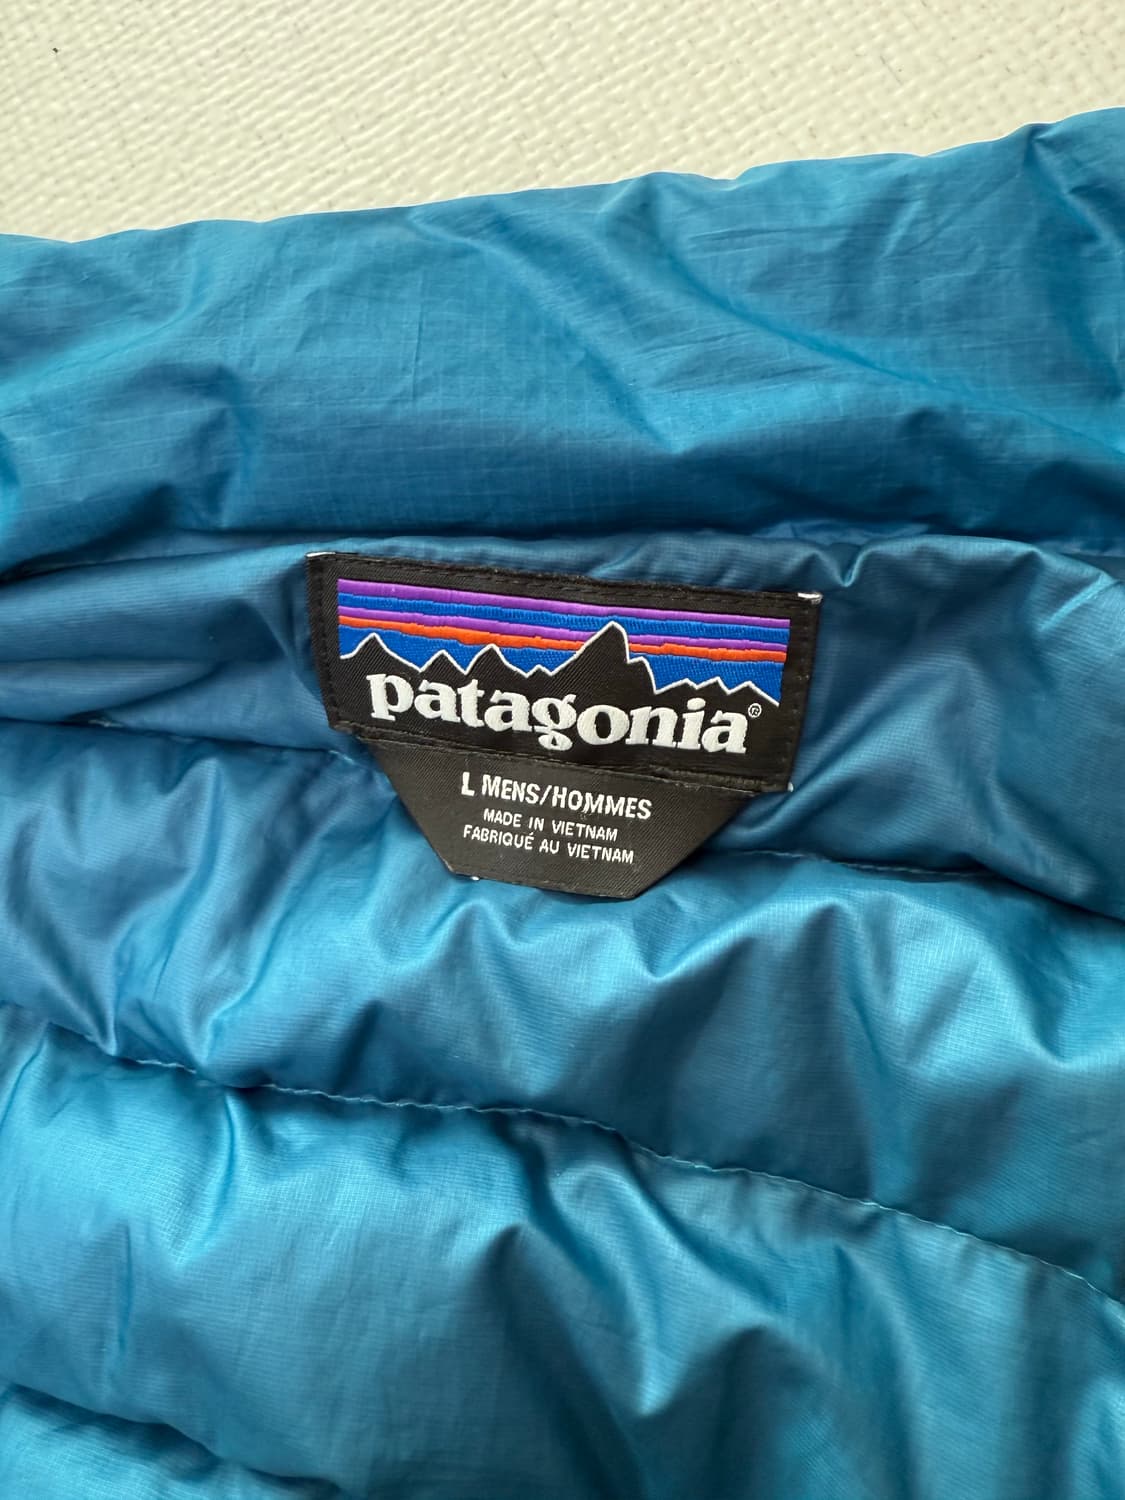 patagonia®
L MENS/HOMMES
MADE IN VIETNAM
FABRIQUÉ AU VIETNAM